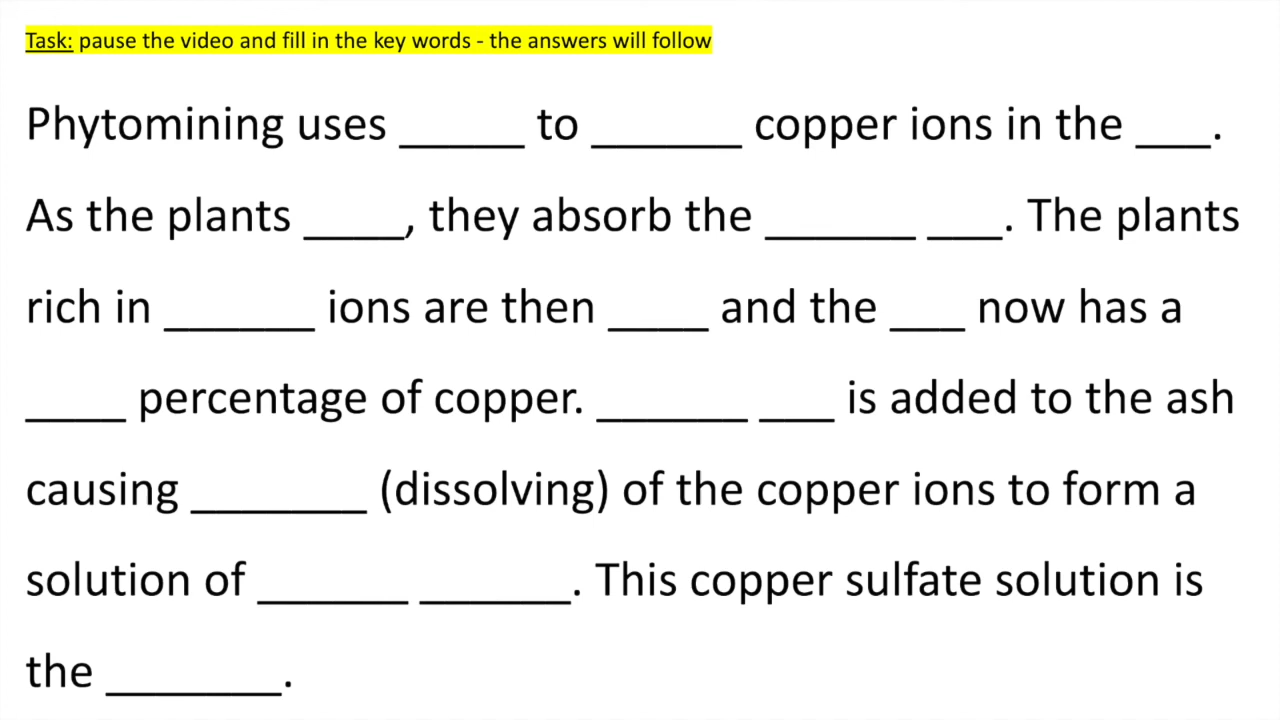 Task: pause the video and fill in the key words - the answers will follow
Phytomining uses _____ to ______ copper ions in the ___.
As the plants ____, they absorb the ______ ___. The plants
rich in ______ ions are then ____ and the ___ now has a
____ percentage of copper. ______ ___ is added to the ash
causing _______ (dissolving) of the copper ions to form a
solution of ______ ______. This copper sulfate solution is
the _______.